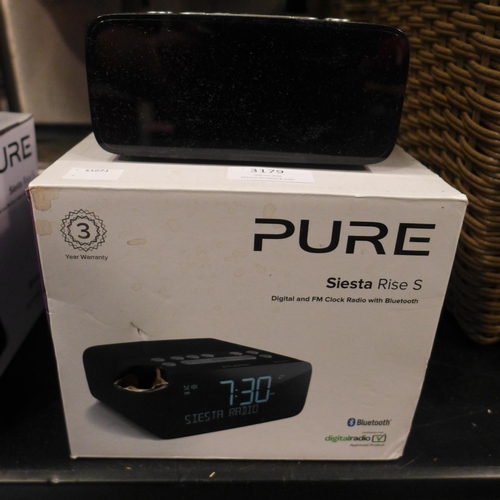 URE
Siesta
3179
3
Year Warranty
PURE
Siesta Rise S
Digital and FM Clock Radio with Bluetooth
7:30
SIESTA RADIO
Bluetooth
digitalradio